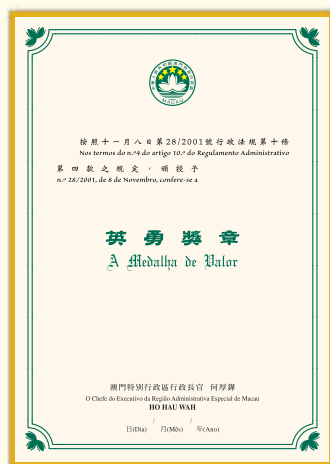 MACAU
按照十一月八日第28/2001號行政法規第十條
Nos termos do n.º4 do artigo 10.º do Regulamento Administrativo
第四款之規定，頒授予
n.º 28/2001, de 8 de Novembro, confere-se a
英勇獎章
A Medalha de Valor
澳門特別行政區行政長官 何厚鏵
O Chefe do Executivo da Região Administrativa Especial de Macau
HO HAU WAH
/ /
日(Dia) 月(Mês) 年(Ano)